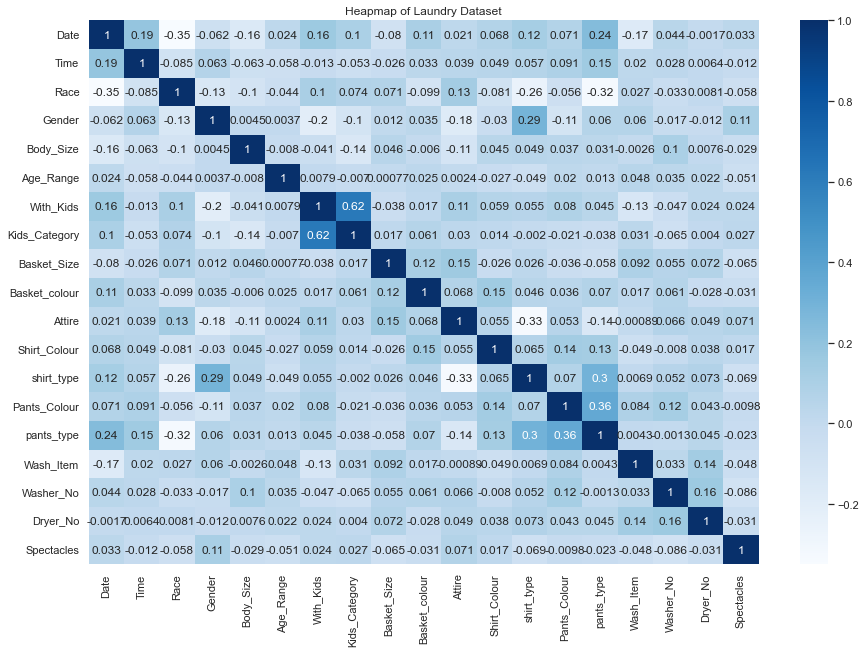 Heapmap of Laundry Dataset
Date 1 0.19 -0.35 -0.062 -0.16 0.024 0.16 0.1 -0.08 0.11 0.021 0.068 0.12 0.071 0.24 -0.17 0.044 -0.0017 0.033
Time 0.19 1 -0.085 0.063 -0.063 -0.058 -0.013 -0.053 -0.026 0.033 0.039 0.049 0.057 0.091 0.15 0.02 0.028 0.0064 -0.012
Race -0.35 -0.085 1 -0.13 -0.1 -0.044 0.1 0.074 0.071 -0.099 0.13 -0.081 -0.26 -0.056 -0.32 0.027 -0.033 0.0081 -0.058
Gender -0.062 0.063 -0.13 1 0.0045 0.0037 -0.2 -0.1 0.012 0.035 -0.18 -0.03 0.29 -0.11 0.06 0.06 -0.017 -0.012 0.11
Body_Size -0.16 -0.063 -0.1 0.0045 1 -0.008 -0.041 -0.14 0.046 -0.006 -0.11 0.045 0.049 0.037 0.031 -0.0026 0.1 0.0076 -0.029
Age_Range 0.024 -0.058 -0.044 0.0037 -0.008 1 0.0079 -0.007 0.00077 0.025 0.0024 -0.027 -0.049 0.02 0.013 0.048 0.035 0.022 -0.051
With_Kids 0.16 -0.013 0.1 -0.2 -0.041 0.0079 1 0.62 -0.038 0.017 0.11 0.059 0.055 0.08 0.045 -0.13 -0.047 0.024 0.024
Kids_Category 0.1 -0.053 0.074 -0.1 -0.14 -0.007 0.62 1 0.017 0.061 0.03 0.014 -0.002 -0.021 -0.038 0.031 -0.065 0.004 0.027
Basket_Size -0.08 -0.026 0.071 0.012 0.046 0.00077 -0.038 0.017 1 0.12 0.15 -0.026 0.026 -0.036 -0.058 0.092 0.055 0.072 -0.065
Basket_colour 0.11 0.033 -0.099 0.035 -0.006 0.025 0.017 0.061 0.12 1 0.068 0.15 0.046 0.036 0.07 0.017 0.061 -0.028 -0.031
Attire 0.021 0.039 0.13 -0.18 -0.11 0.0024 0.11 0.03 0.15 0.068 1 0.055 -0.33 0.053 -0.14 -0.00089 0.066 0.049 0.071
Shirt_Colour 0.068 0.049 -0.081 -0.03 0.045 -0.027 0.059 0.014 -0.026 0.15 0.055 1 0.065 0.14 0.13 -0.049 -0.008 0.038 0.017
shirt_type 0.12 0.057 -0.26 0.29 0.049 -0.049 0.055 -0.002 0.026 0.046 -0.33 0.065 1 0.07 0.3 0.0069 0.052 0.073 -0.069
Pants_Colour 0.071 0.091 -0.056 -0.11 0.037 0.02 0.08 -0.021 -0.036 0.036 0.053 0.14 0.07 1 0.36 0.084 0.12 0.043 -0.0098
pants_type 0.24 0.15 -0.32 0.06 0.031 0.013 0.045 -0.038 -0.058 0.07 -0.14 0.13 0.3 0.36 1 0.0043 -0.0013 0.045 -0.023
Wash_Item -0.17 0.02 0.027 0.06 -0.0026 0.048 -0.13 0.031 0.092 0.017 -0.00089 -0.049 0.0069 0.084 0.0043 1 0.033 0.14 -0.048
Washer_No 0.044 0.028 -0.033 -0.017 0.1 0.035 -0.047 -0.065 0.055 0.061 0.066 -0.008 0.052 0.12 -0.0013 0.033 1 0.16 -0.086
Dryer_No -0.0017 0.0064 0.0081 -0.012 0.0076 0.022 0.024 0.004 0.072 -0.028 0.049 0.038 0.073 0.043 0.045 0.14 0.16 1 -0.031
Spectacles 0.033 -0.012 -0.058 0.11 -0.029 -0.051 0.024 0.027 -0.065 -0.031 0.071 0.017 -0.069 -0.0098 -0.023 -0.048 -0.086 -0.031 1
Date Time Race Gender Body_Size Age_Range With_Kids Kids_Category Basket_Size Basket_colour Attire Shirt_Colour shirt_type Pants_Colour pants_type Wash_Item Washer_No Dryer_No Spectacles
1.0
0.8
0.6
0.4
0.2
0.0
−0.2